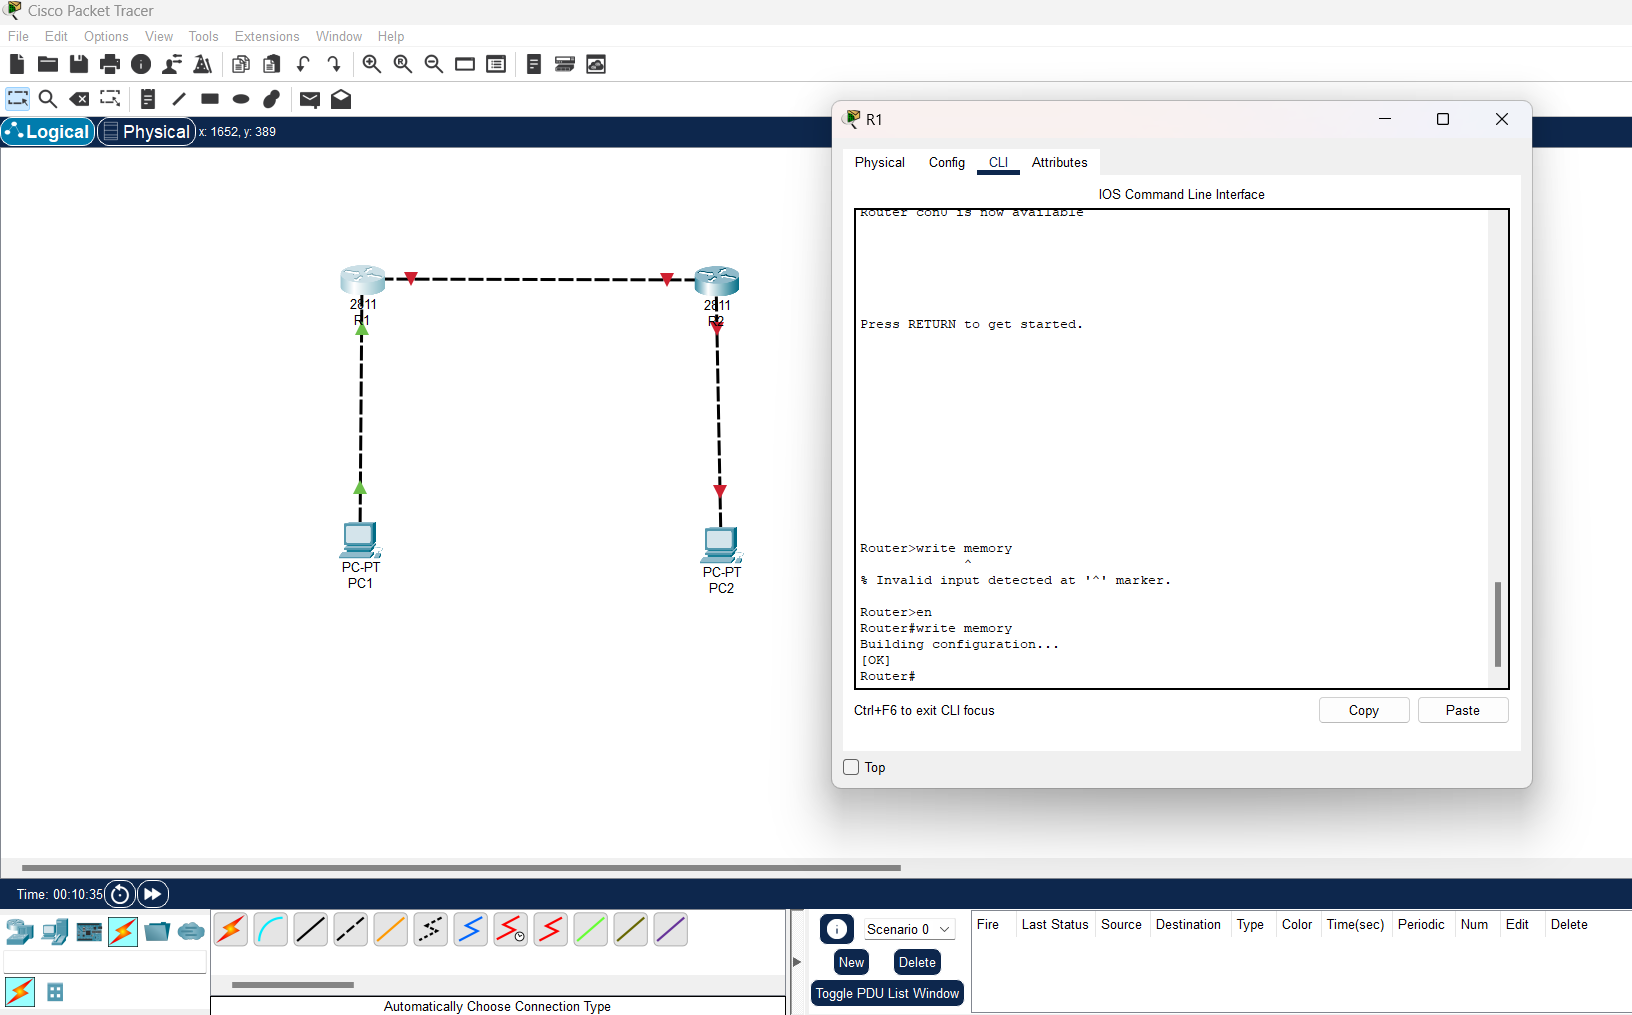 Cisco Packet Tracer
File Edit Options View Tools Extensions Window Help
Logical Physical x: 1652, y: 389
R1
Physical Config CLI Attributes
IOS Command Line Interface
Router con0 is now available
Press RETURN to get started.
Router>write memory
^
% Invalid input detected at '^' marker.
Router>en
Router#write memory
Building configuration...
[OK]
Router#
Ctrl+F6 to exit CLI focus
Copy Paste
Top
2811
R1
2811
R2
PC-PT
PC1
PC-PT
PC2
Time: 00:10:35
Scenario 0
New Delete
Toggle PDU List Window
Fire Last Status Source Destination Type Color Time(sec) Periodic Num Edit Delete
Automatically Choose Connection Type